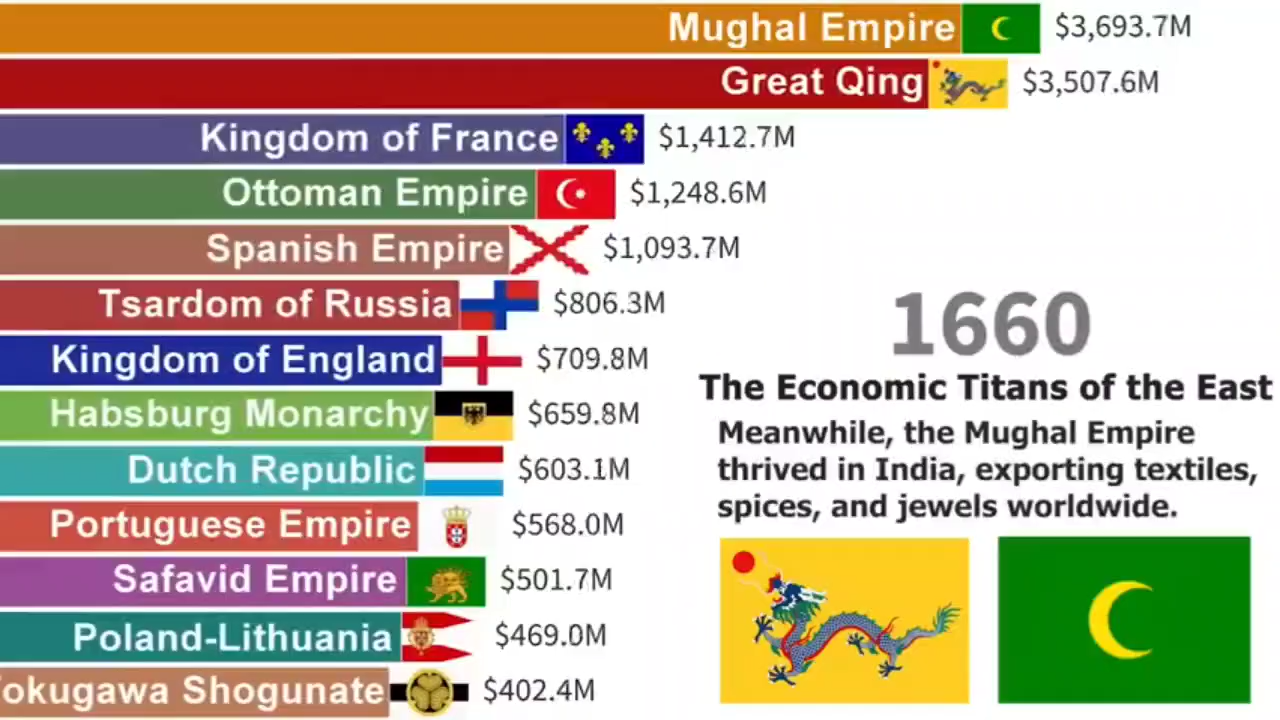 Mughal Empire $3,693.7M
Great Qing $3,507.6M
Kingdom of France $1,412.7M
Ottoman Empire $1,248.6M
Spanish Empire $1,093.7M
Tsardom of Russia $806.3M
Kingdom of England $709.8M
Habsburg Monarchy $659.8M
Dutch Republic $603.1M
Portuguese Empire $568.0M
Safavid Empire $501.7M
Poland-Lithuania $469.0M
okugawa Shogunate $402.4M
1660
The Economic Titans of the East
Meanwhile, the Mughal Empire
thrived in India, exporting textiles,
spices, and jewels worldwide.